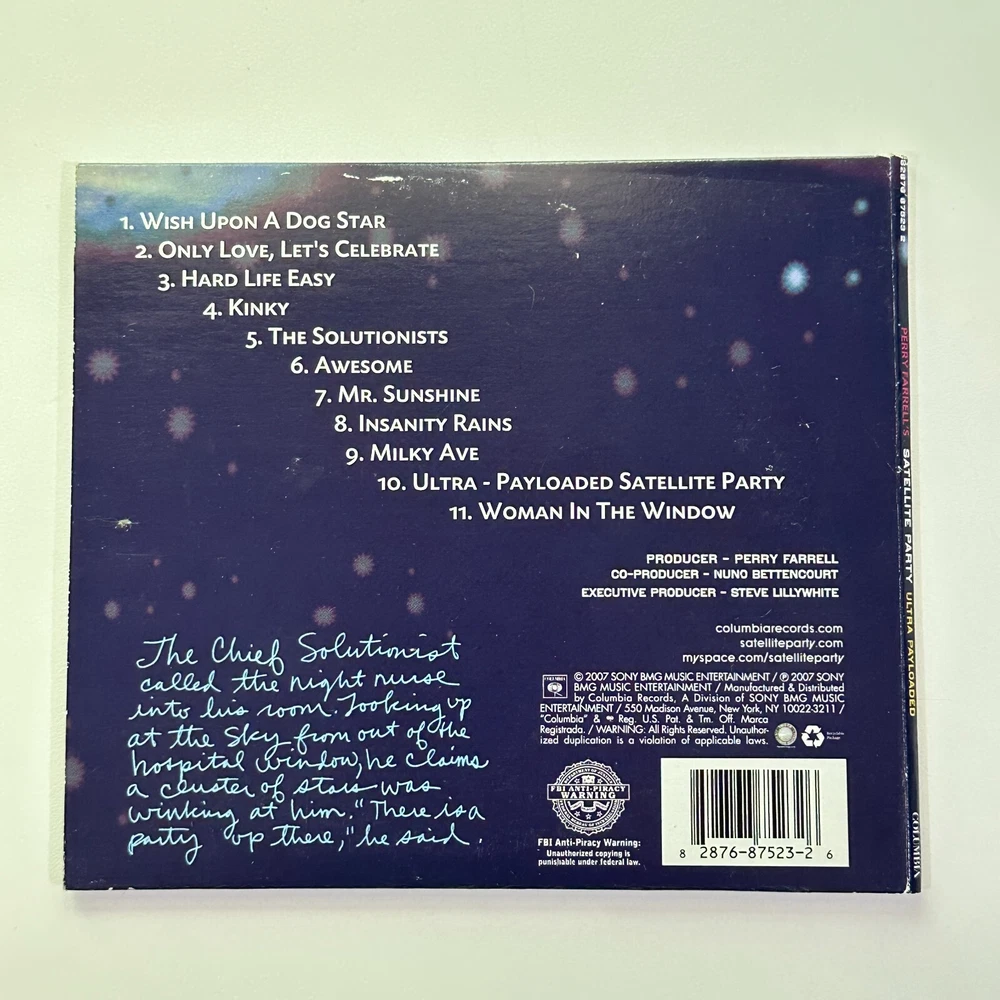 1. WISH UPON A DOG STAR
2. ONLY LOVE, LET'S CELEBRATE
3. HARD LIFE EASY
4. KINKY
5. THE SOLUTIONISTS
6. AWESOME
7. MR. SUNSHINE
8. INSANITY RAINS
9. MILKY AVE
10. ULTRA - PAYLOADED SATELLITE PARTY
11. WOMAN IN THE WINDOW
PRODUCER - PERRY FARRELL
CO-PRODUCER - NUNO BETTENCOURT
EXECUTIVE PRODUCER - STEVE LILLYWHITE
columbiarecords.com
satelliteparty.com
myspace.com/satelliteparty
The Chief Solutionist
called the night nurse
into his room. Looking up
at the sky from out of the
hospital window, he claims
a cluster of stars was
winking at him. "There is a
party up there," he said.
COLUMBIA
© 2007 SONY BMG MUSIC ENTERTAINMENT / ℗ 2007 SONY
BMG MUSIC ENTERTAINMENT / Manufactured & Distributed
by Columbia Records, A Division of SONY BMG MUSIC
ENTERTAINMENT / 550 Madison Avenue, New York, NY 10022-3211 /
"Columbia" & Reg. U.S. Pat. & Tm. Off. Marca
Registrada. / WARNING: All Rights Reserved. Unauthor-
ized duplication is a violation of applicable laws.
Recyclable
Package
FBI ANTI-PIRACY
WARNING
FBI Anti-Piracy Warning:
Unauthorized copying is
punishable under federal law.
8 2876-87523-2 6
82876 87523 2
PERRY FARRELL'S SATELLITE PARTY ULTRA PAYLOADED
COLUMBIA